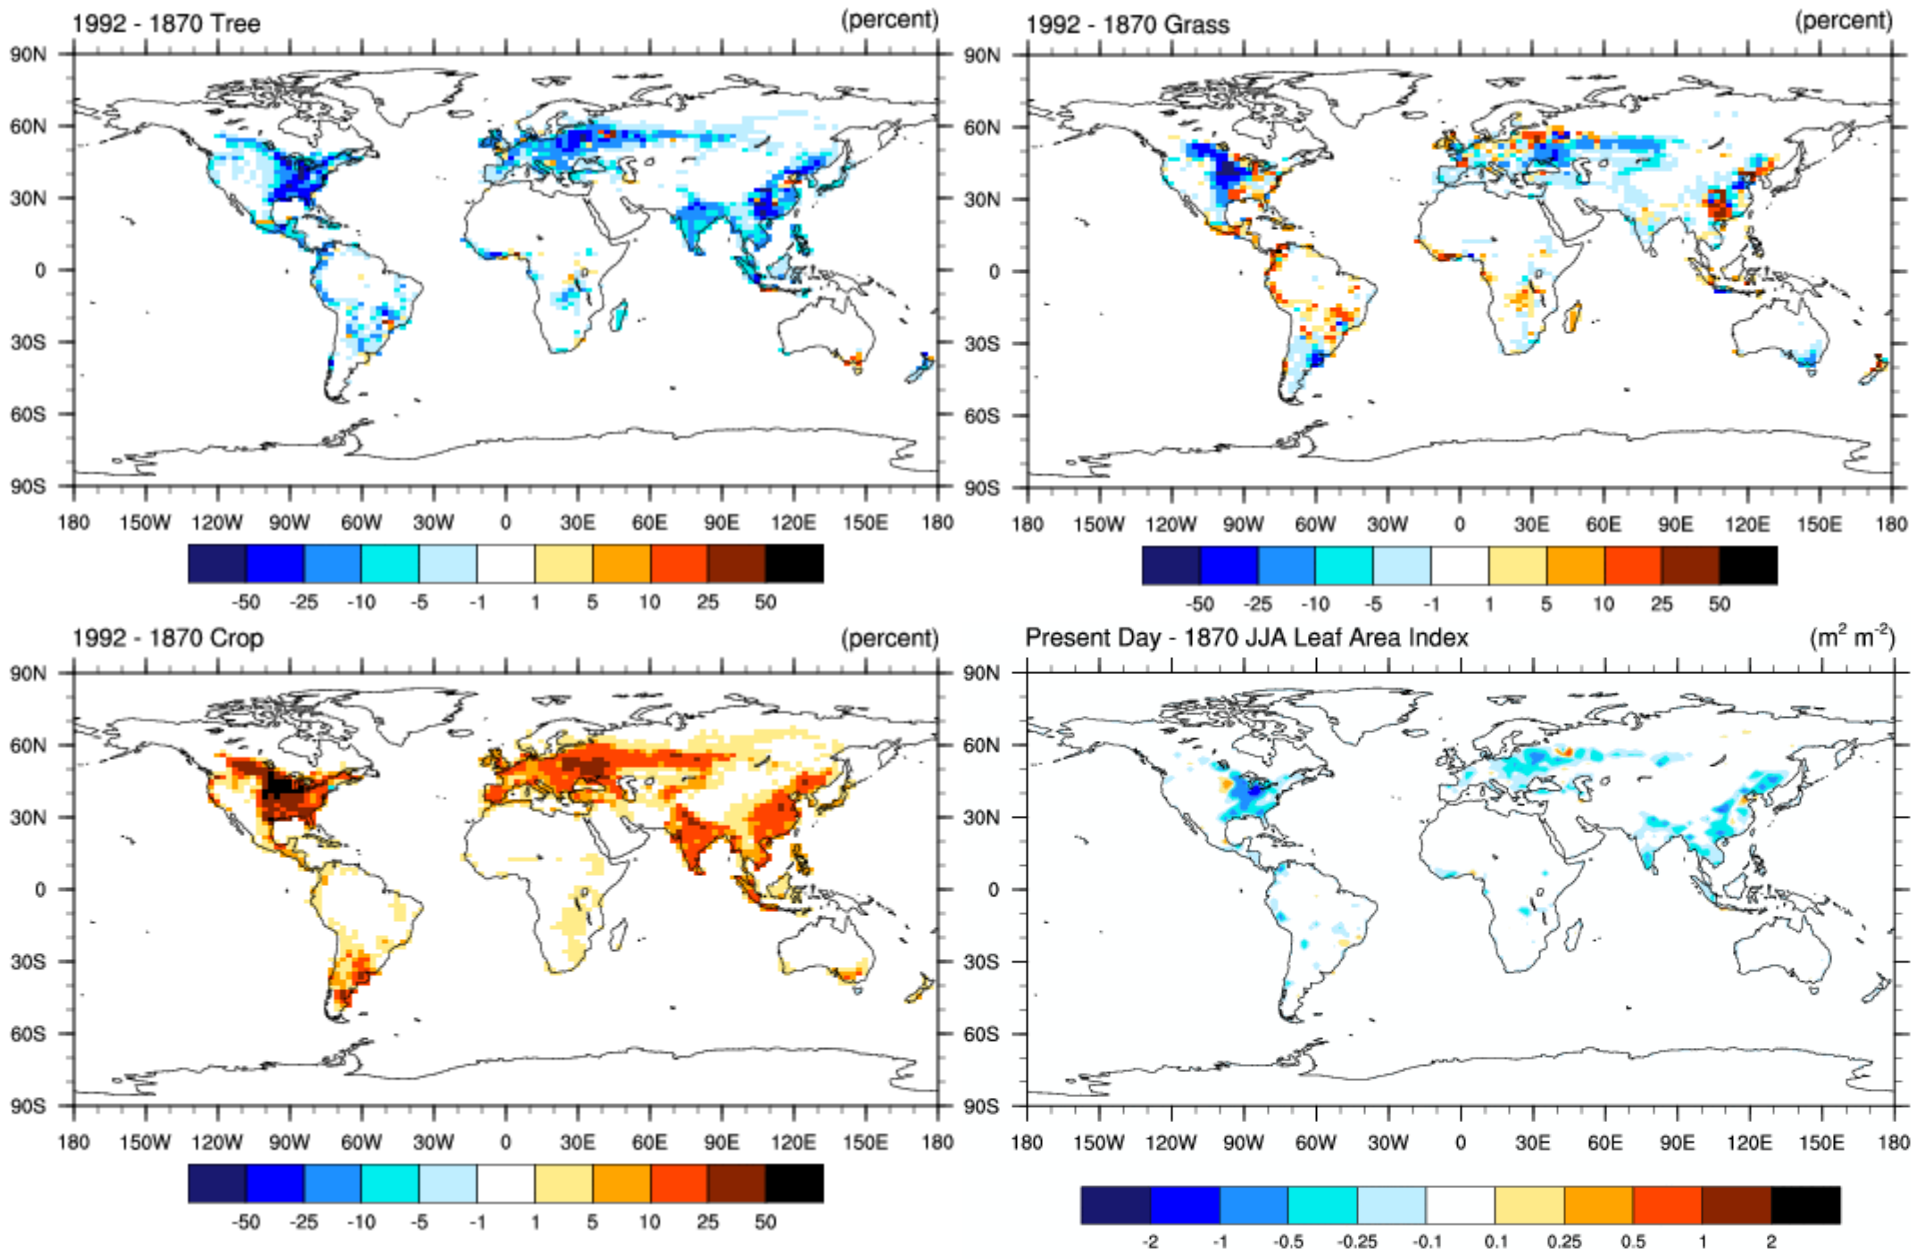 1992 - 1870 Tree (percent)
90N
60N
30N
0
30S
60S
90S
180 150W 120W 90W 60W 30W 0 30E 60E 90E 120E 150E 180
-50 -25 -10 -5 -1 1 5 10 25 50
1992 - 1870 Grass (percent)
90N
60N
30N
0
30S
60S
90S
180 150W 120W 90W 60W 30W 0 30E 60E 90E 120E 150E 180
-50 -25 -10 -5 -1 1 5 10 25 50
1992 - 1870 Crop (percent)
90N
60N
30N
0
30S
60S
90S
180 150W 120W 90W 60W 30W 0 30E 60E 90E 120E 150E 180
-50 -25 -10 -5 -1 1 5 10 25 50
Present Day - 1870 JJA Leaf Area Index (m² m⁻²)
90N
60N
30N
0
30S
60S
90S
180 150W 120W 90W 60W 30W 0 30E 60E 90E 120E 150E 180
-2 -1 -0.5 -0.25 -0.1 0.1 0.25 0.5 1 2